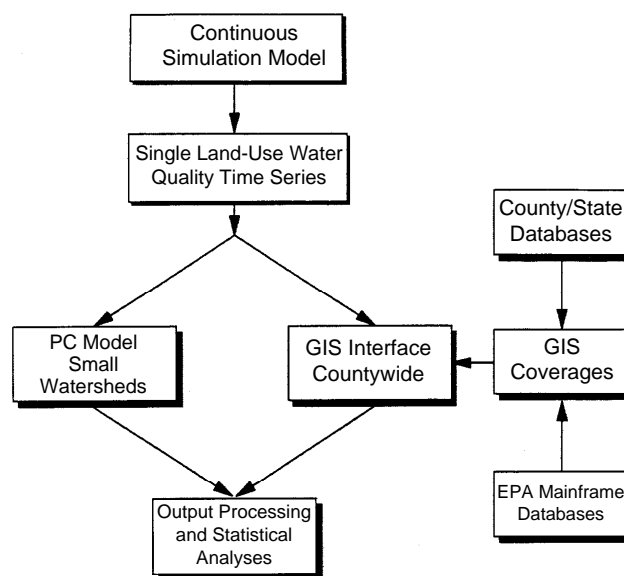 Continuous
Simulation Model
Single Land-Use Water
Quality Time Series
County/State
Databases
PC Model
Small
Watersheds
GIS Interface
Countywide
GIS
Coverages
Output Processing
and Statistical
Analyses
EPA Mainframe
Databases